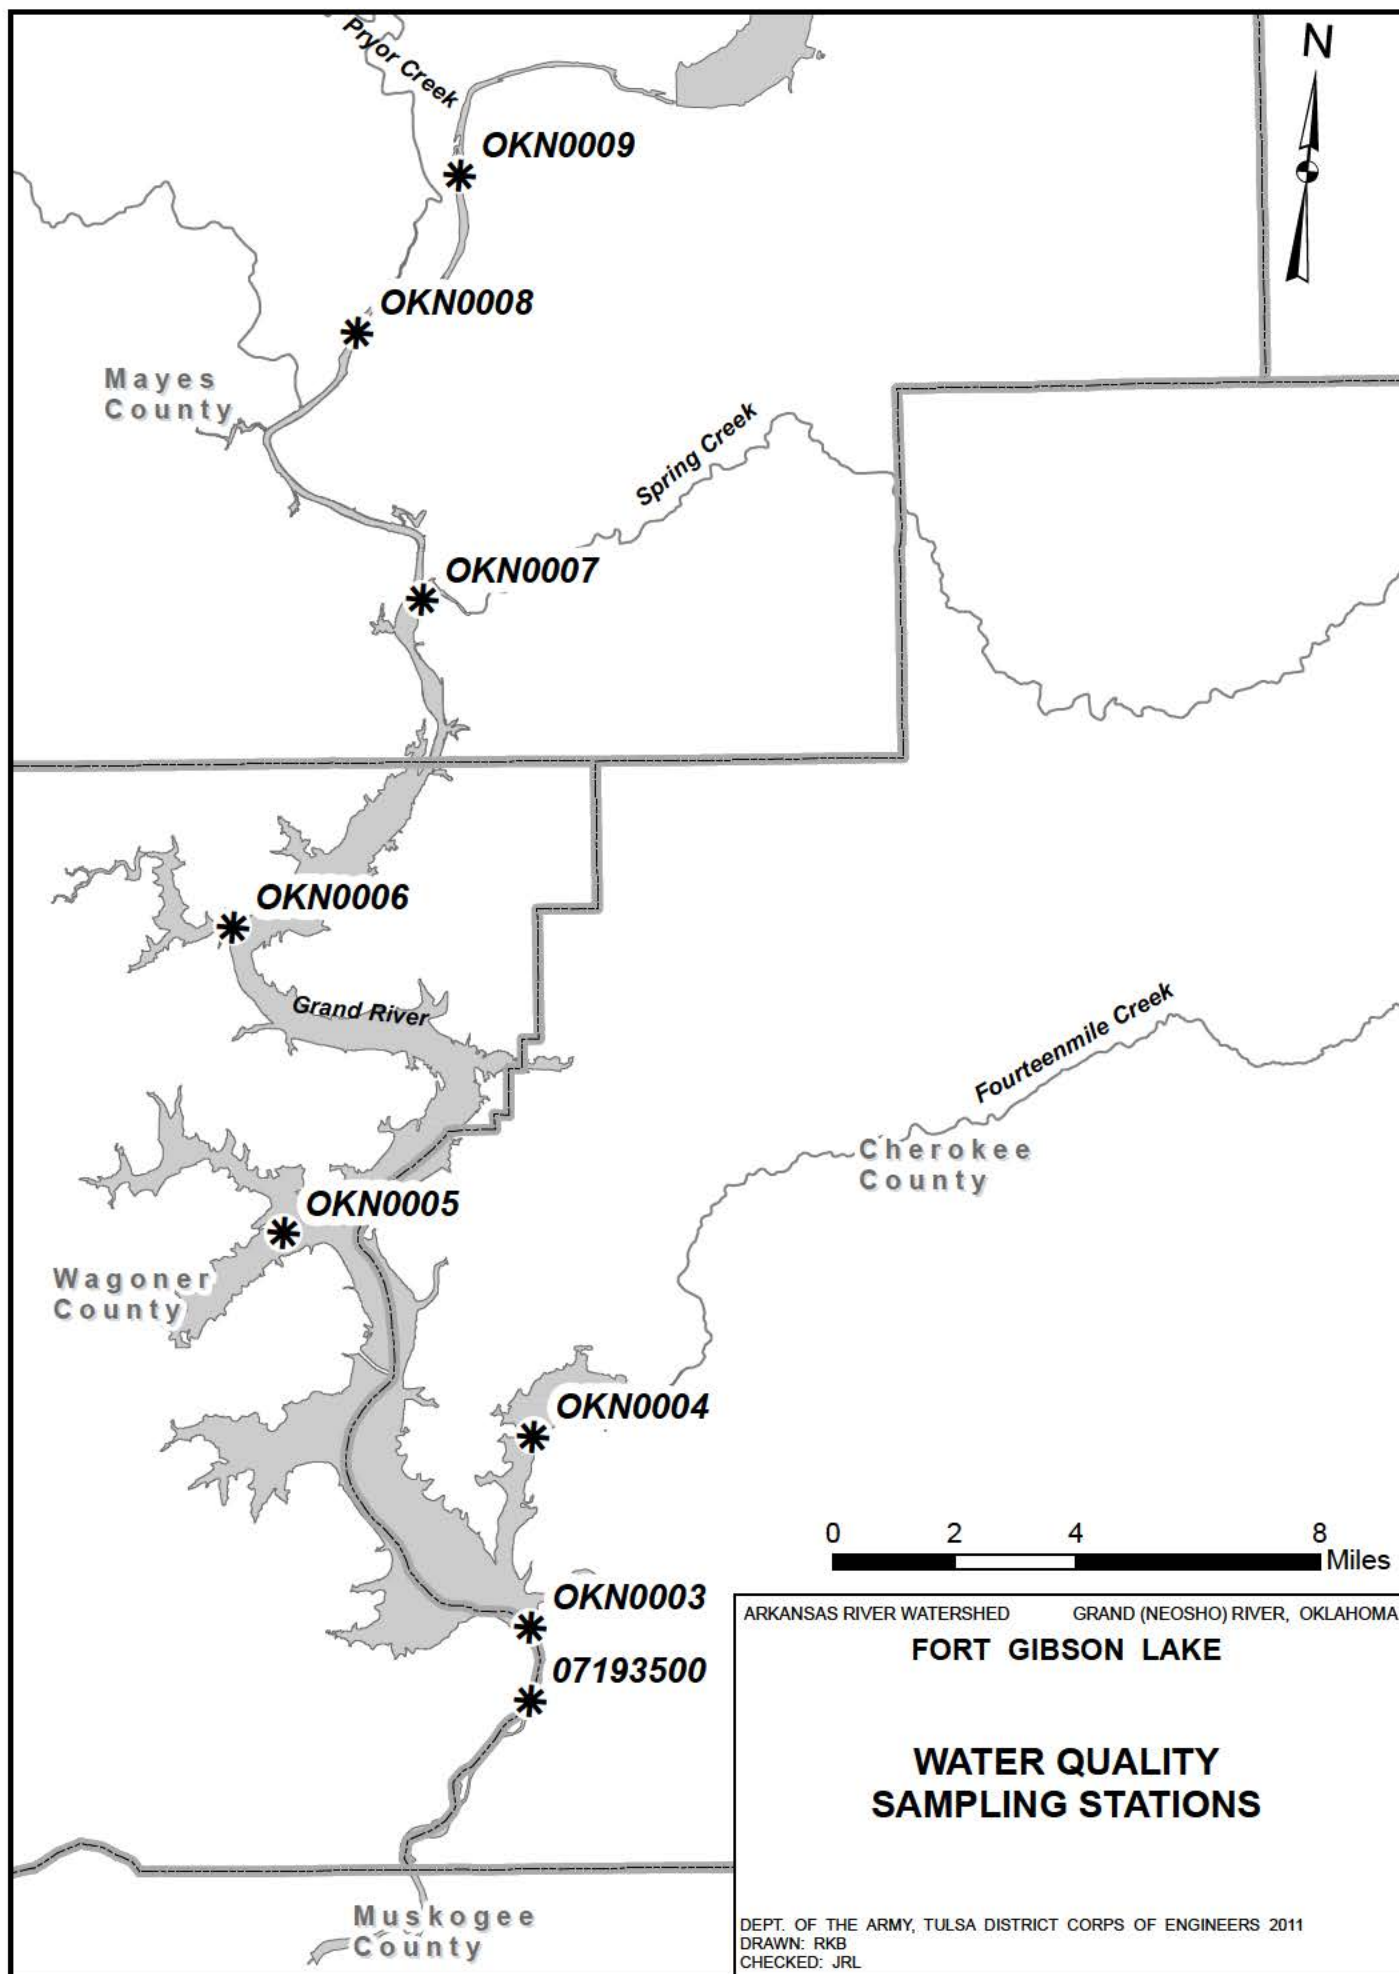 N
Pryor Creek
OKN0009
OKN0008
Mayes
County
Spring Creek
OKN0007
OKN0006
Grand River
Fourteenmile Creek
Cherokee
County
OKN0005
Wagoner
County
OKN0004
0 2 4 8
Miles
OKN0003
07193500
ARKANSAS RIVER WATERSHED GRAND (NEOSHO) RIVER, OKLAHOMA
FORT GIBSON LAKE
WATER QUALITY
SAMPLING STATIONS
Muskogee
County
DEPT. OF THE ARMY, TULSA DISTRICT CORPS OF ENGINEERS 2011
DRAWN: RKB
CHECKED: JRL